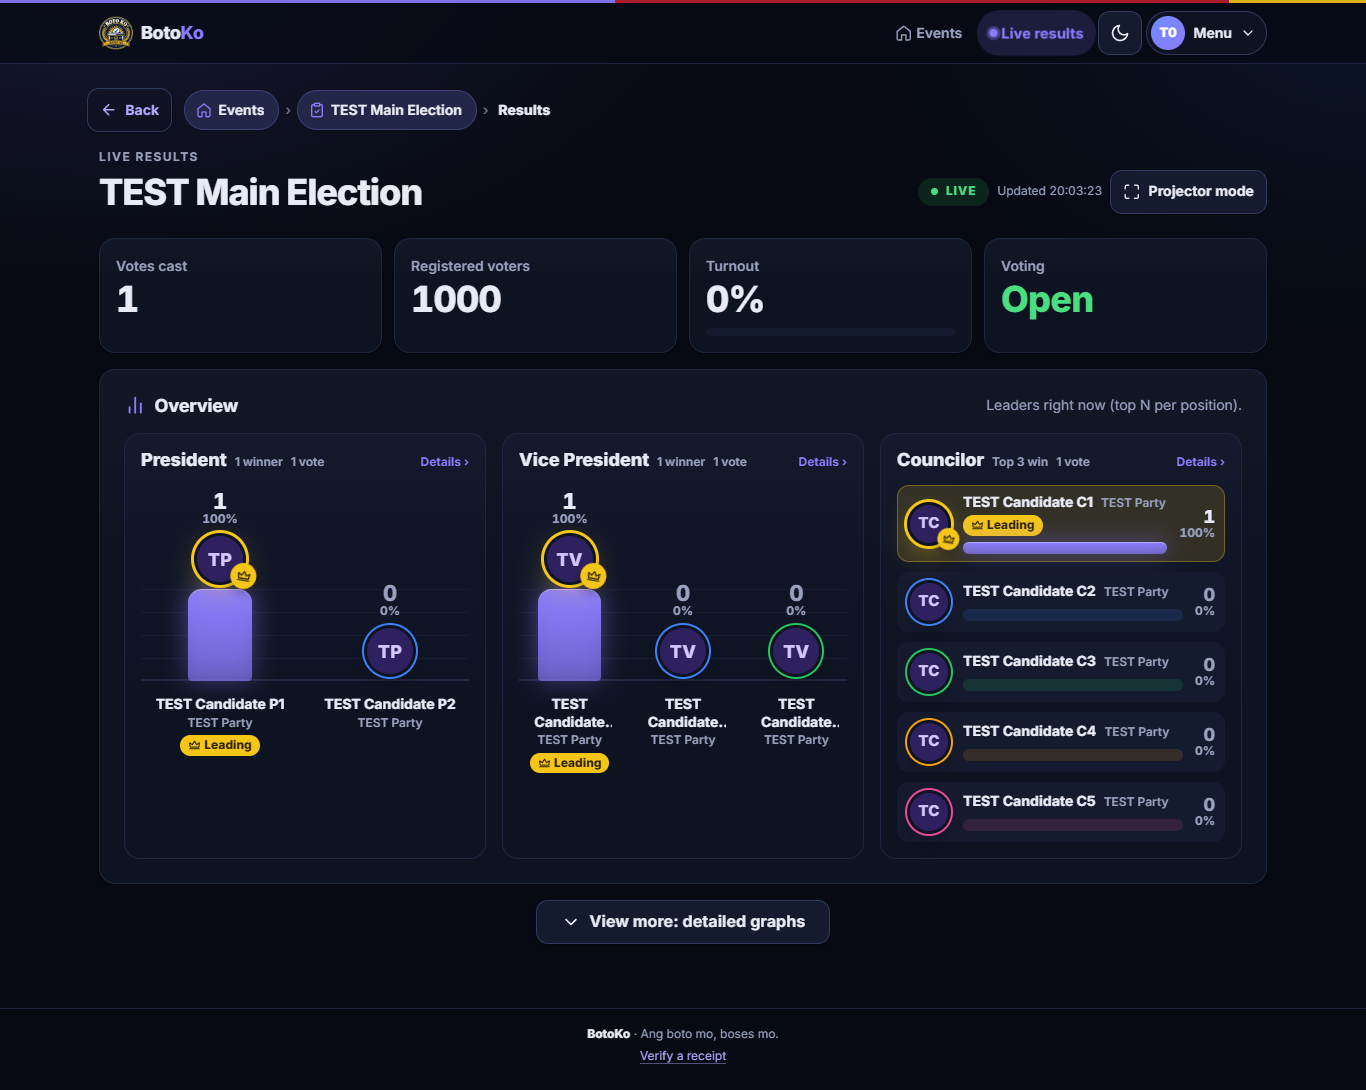 BotoKo
Events
Live results
T0
Menu
Back
Events
›
TEST Main Election
›
Results
LIVE RESULTS
TEST Main Election
LIVE
Updated 20:03:23
Projector mode
Votes cast
1
Registered voters
1000
Turnout
0%
Voting
Open
Overview
Leaders right now (top N per position).
President 1 winner 1 vote
Details ›
1
100%
TP
TEST Candidate P1
TEST Party
Leading
0
0%
TP
TEST Candidate P2
TEST Party
Vice President 1 winner 1 vote
Details ›
1
100%
TV
TEST
Candidate..
TEST Party
Leading
0
0%
TV
TEST
Candidate..
TEST Party
0
0%
TV
TEST
Candidate..
TEST Party
Councilor Top 3 win 1 vote
Details ›
TC
TEST Candidate C1 TEST Party
Leading
1
100%
TC
TEST Candidate C2 TEST Party
0
0%
TC
TEST Candidate C3 TEST Party
0
0%
TC
TEST Candidate C4 TEST Party
0
0%
TC
TEST Candidate C5 TEST Party
0
0%
View more: detailed graphs
BotoKo · Ang boto mo, boses mo.
Verify a receipt